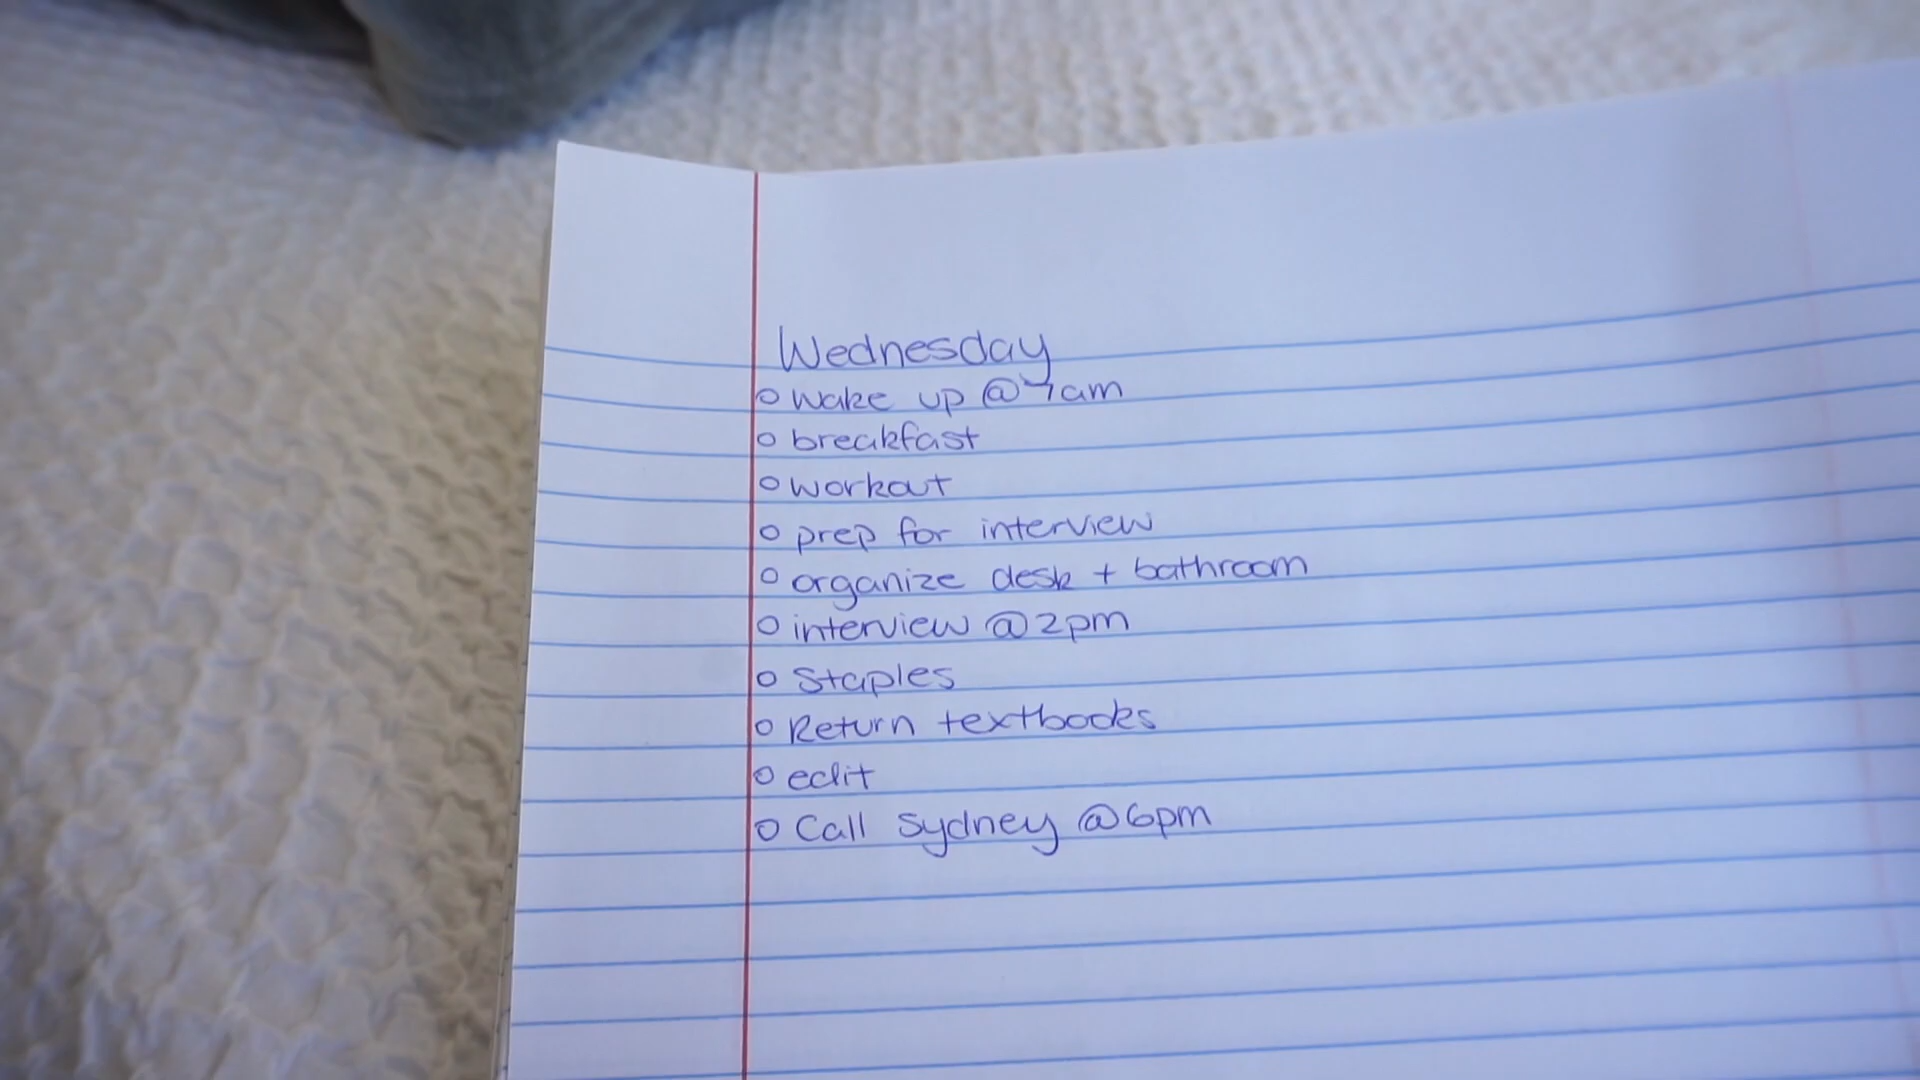 Wednesday
o wake up @ 7am
o breakfast
o workout
o prep for interview
o organize desk + bathroom
o interview @ 2pm
o Staples
o Return textbooks
o edit
o Call Sydney @ 6pm